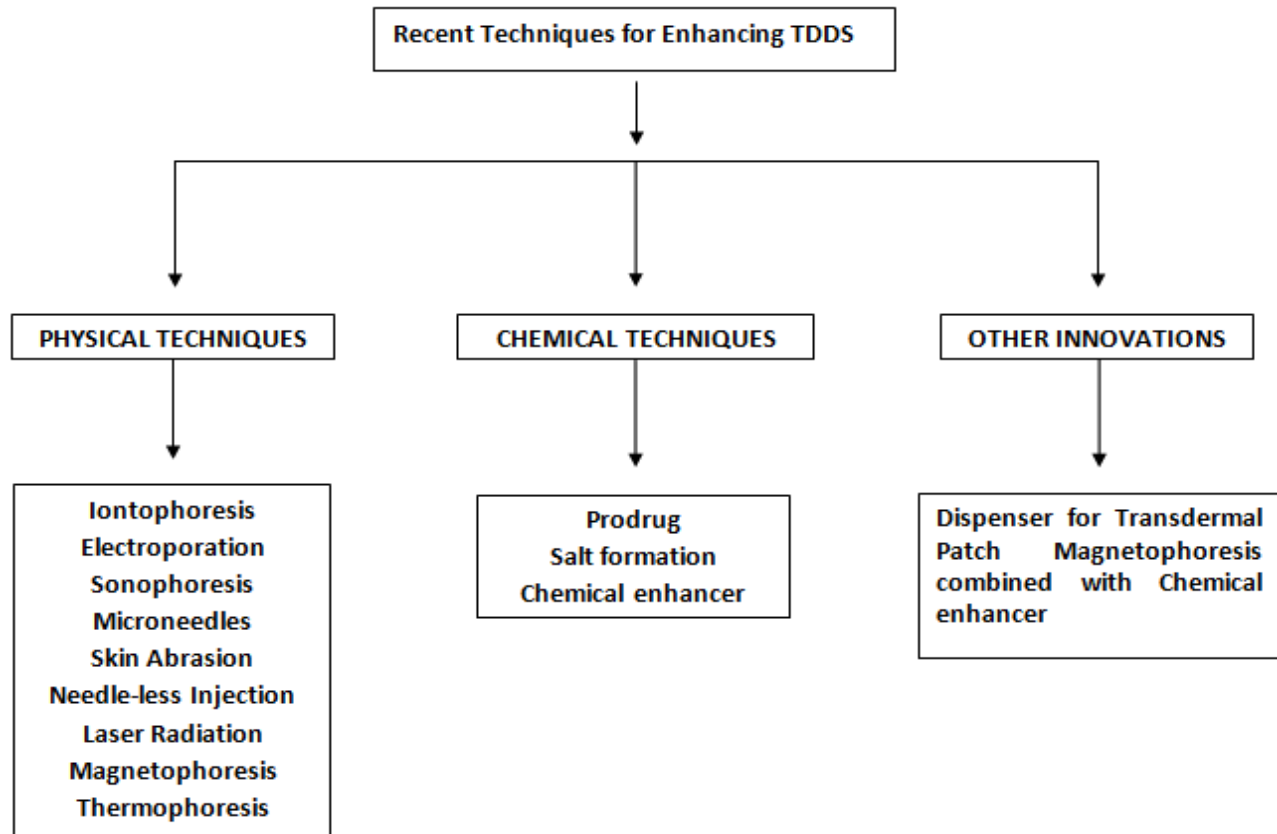 Recent Techniques for Enhancing TDDS
PHYSICAL TECHNIQUES
CHEMICAL TECHNIQUES
OTHER INNOVATIONS
Iontophoresis
Electroporation
Sonophoresis
Microneedles
Skin Abrasion
Needle-less Injection
Laser Radiation
Magnetophoresis
Thermophoresis
Prodrug
Salt formation
Chemical enhancer
Dispenser for Transdermal
Patch Magnetophoresis
combined with Chemical
enhancer